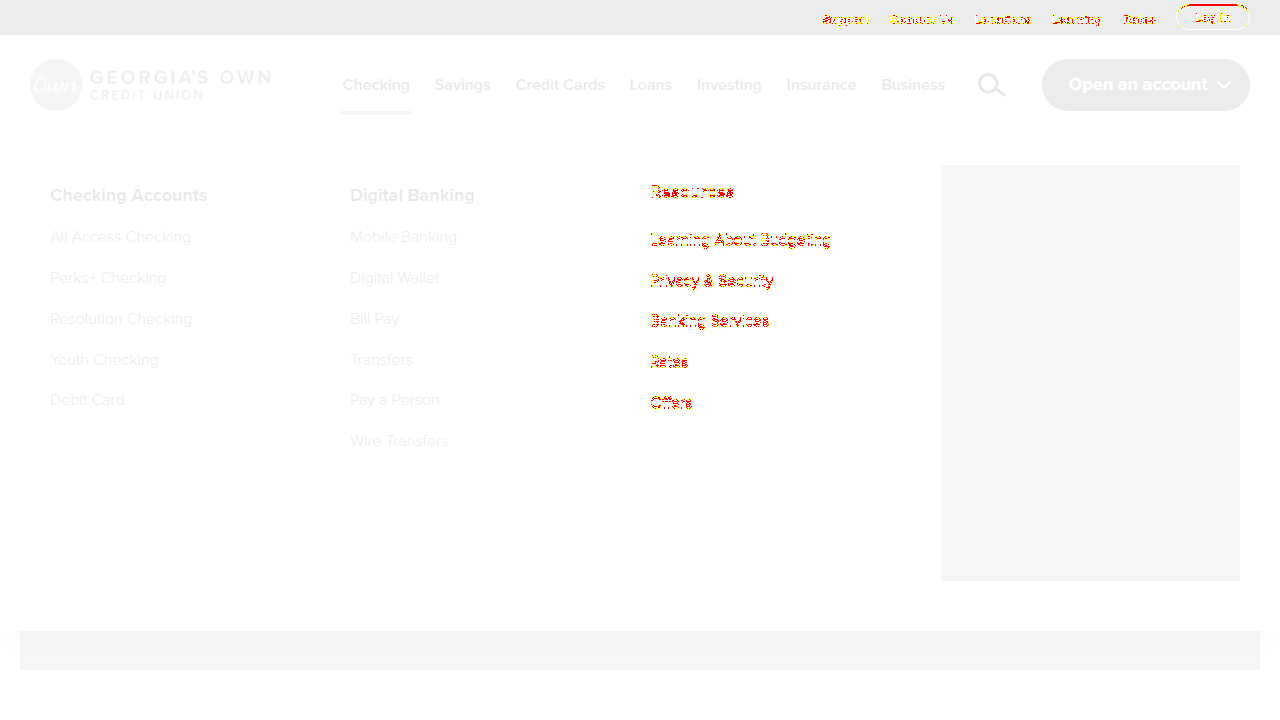 Support Contact Us Locations Learning Rates Log In
Own GEORGIA'S OWN
CREDIT UNION
Checking Savings Credit Cards Loans Investing Insurance Business
Open an account
Checking Accounts
All Access Checking
Perks+ Checking
Resolution Checking
Youth Checking
Debit Card
Digital Banking
Mobile Banking
Digital Wallet
Bill Pay
Transfers
Pay a Person
Wire Transfers
Resources
Learning About Budgeting
Privacy & Security
Banking Services
Rates
Offers